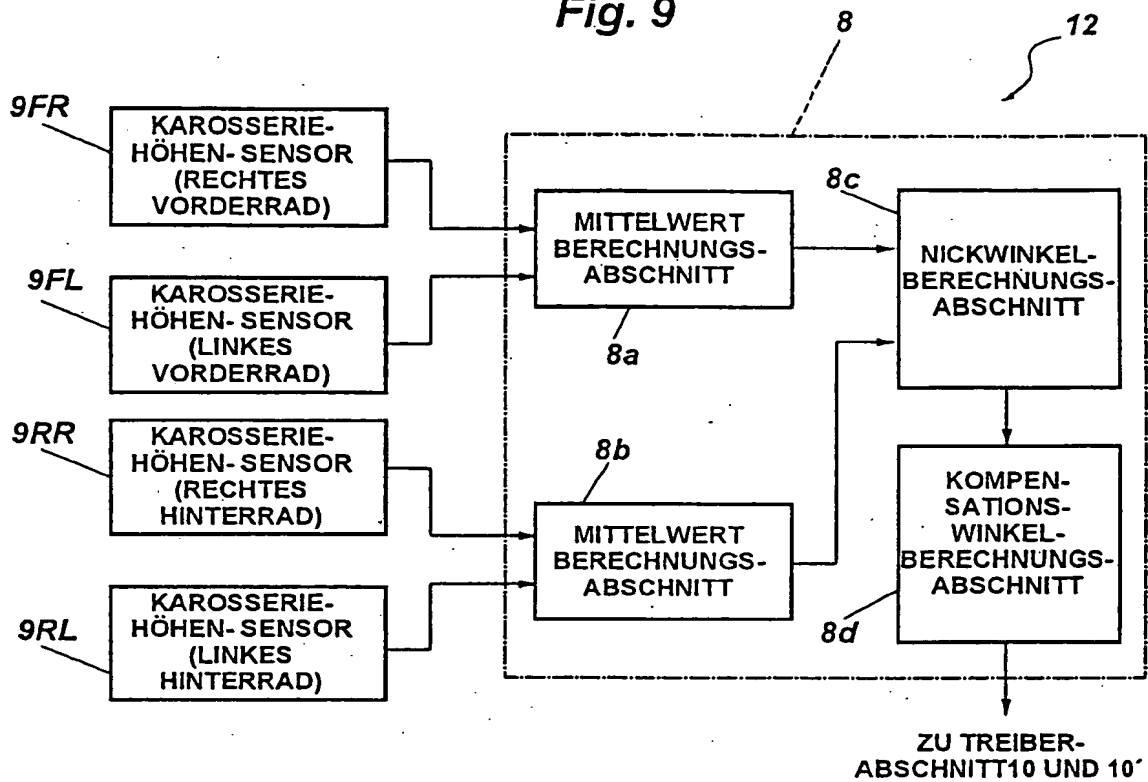 Fig. 9
8
12
9FR
KAROSSERIE-
HÖHEN-SENSOR
(RECHTES
VORDERRAD)
9FL
KAROSSERIE-
HÖHEN-SENSOR
(LINKES
VORDERRAD)
9RR
KAROSSERIE-
HÖHEN-SENSOR
(RECHTES
HINTERRAD)
9RL
KAROSSERIE-
HÖHEN-SENSOR
(LINKES
HINTERRAD)
MITTELWERT
BERECHNUNGS-
ABSCHNITT
8a
8b
MITTELWERT
BERECHNUNGS-
ABSCHNITT
8c
NICKWINKEL-
BERECHNUNGS-
ABSCHNITT
KOMPEN-
SATIONS-
WINKEL-
BERECHNUNGS-
ABSCHNITT
8d
ZU TREIBER-
ABSCHNITT10 UND 10'